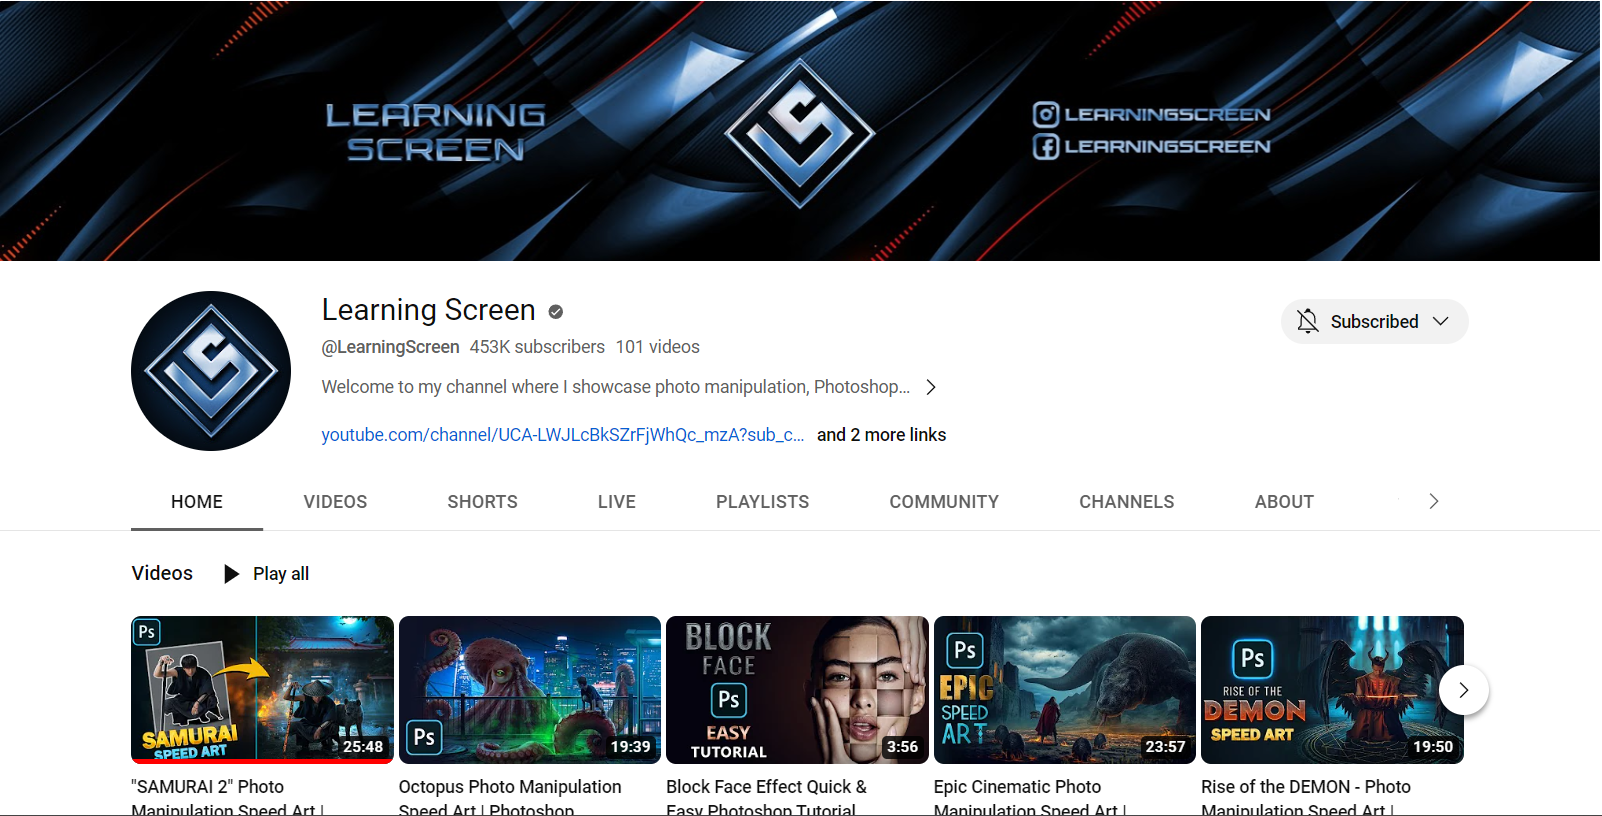 LEARNING
SCREEN
LEARNINGSCREEN
LEARNINGSCREEN
Learning Screen
Subscribed
@LearningScreen 453K subscribers 101 videos
Welcome to my channel where I showcase photo manipulation, Photoshop...
youtube.com/channel/UCA-LWJLcBkSZrFjWhQc_mzA?sub_c... and 2 more links
HOME VIDEOS SHORTS LIVE PLAYLISTS COMMUNITY CHANNELS ABOUT
Videos Play all
Ps
SAMURAI
SPEED ART
25:48
Ps
19:39
BLOCK
FACE
Ps
EASY
TUTORIAL
3:56
Ps
EPIC
SPEED
ART
23:57
Ps
RISE OF THE
DEMON
SPEED ART
19:50
"SAMURAI 2" Photo
Manipulation Speed Art |
Octopus Photo Manipulation
Speed Art | Photoshop
Block Face Effect Quick &
Easy Photoshop Tutorial
Epic Cinematic Photo
Manipulation Speed Art |
Rise of the DEMON - Photo
Manipulation Speed Art |